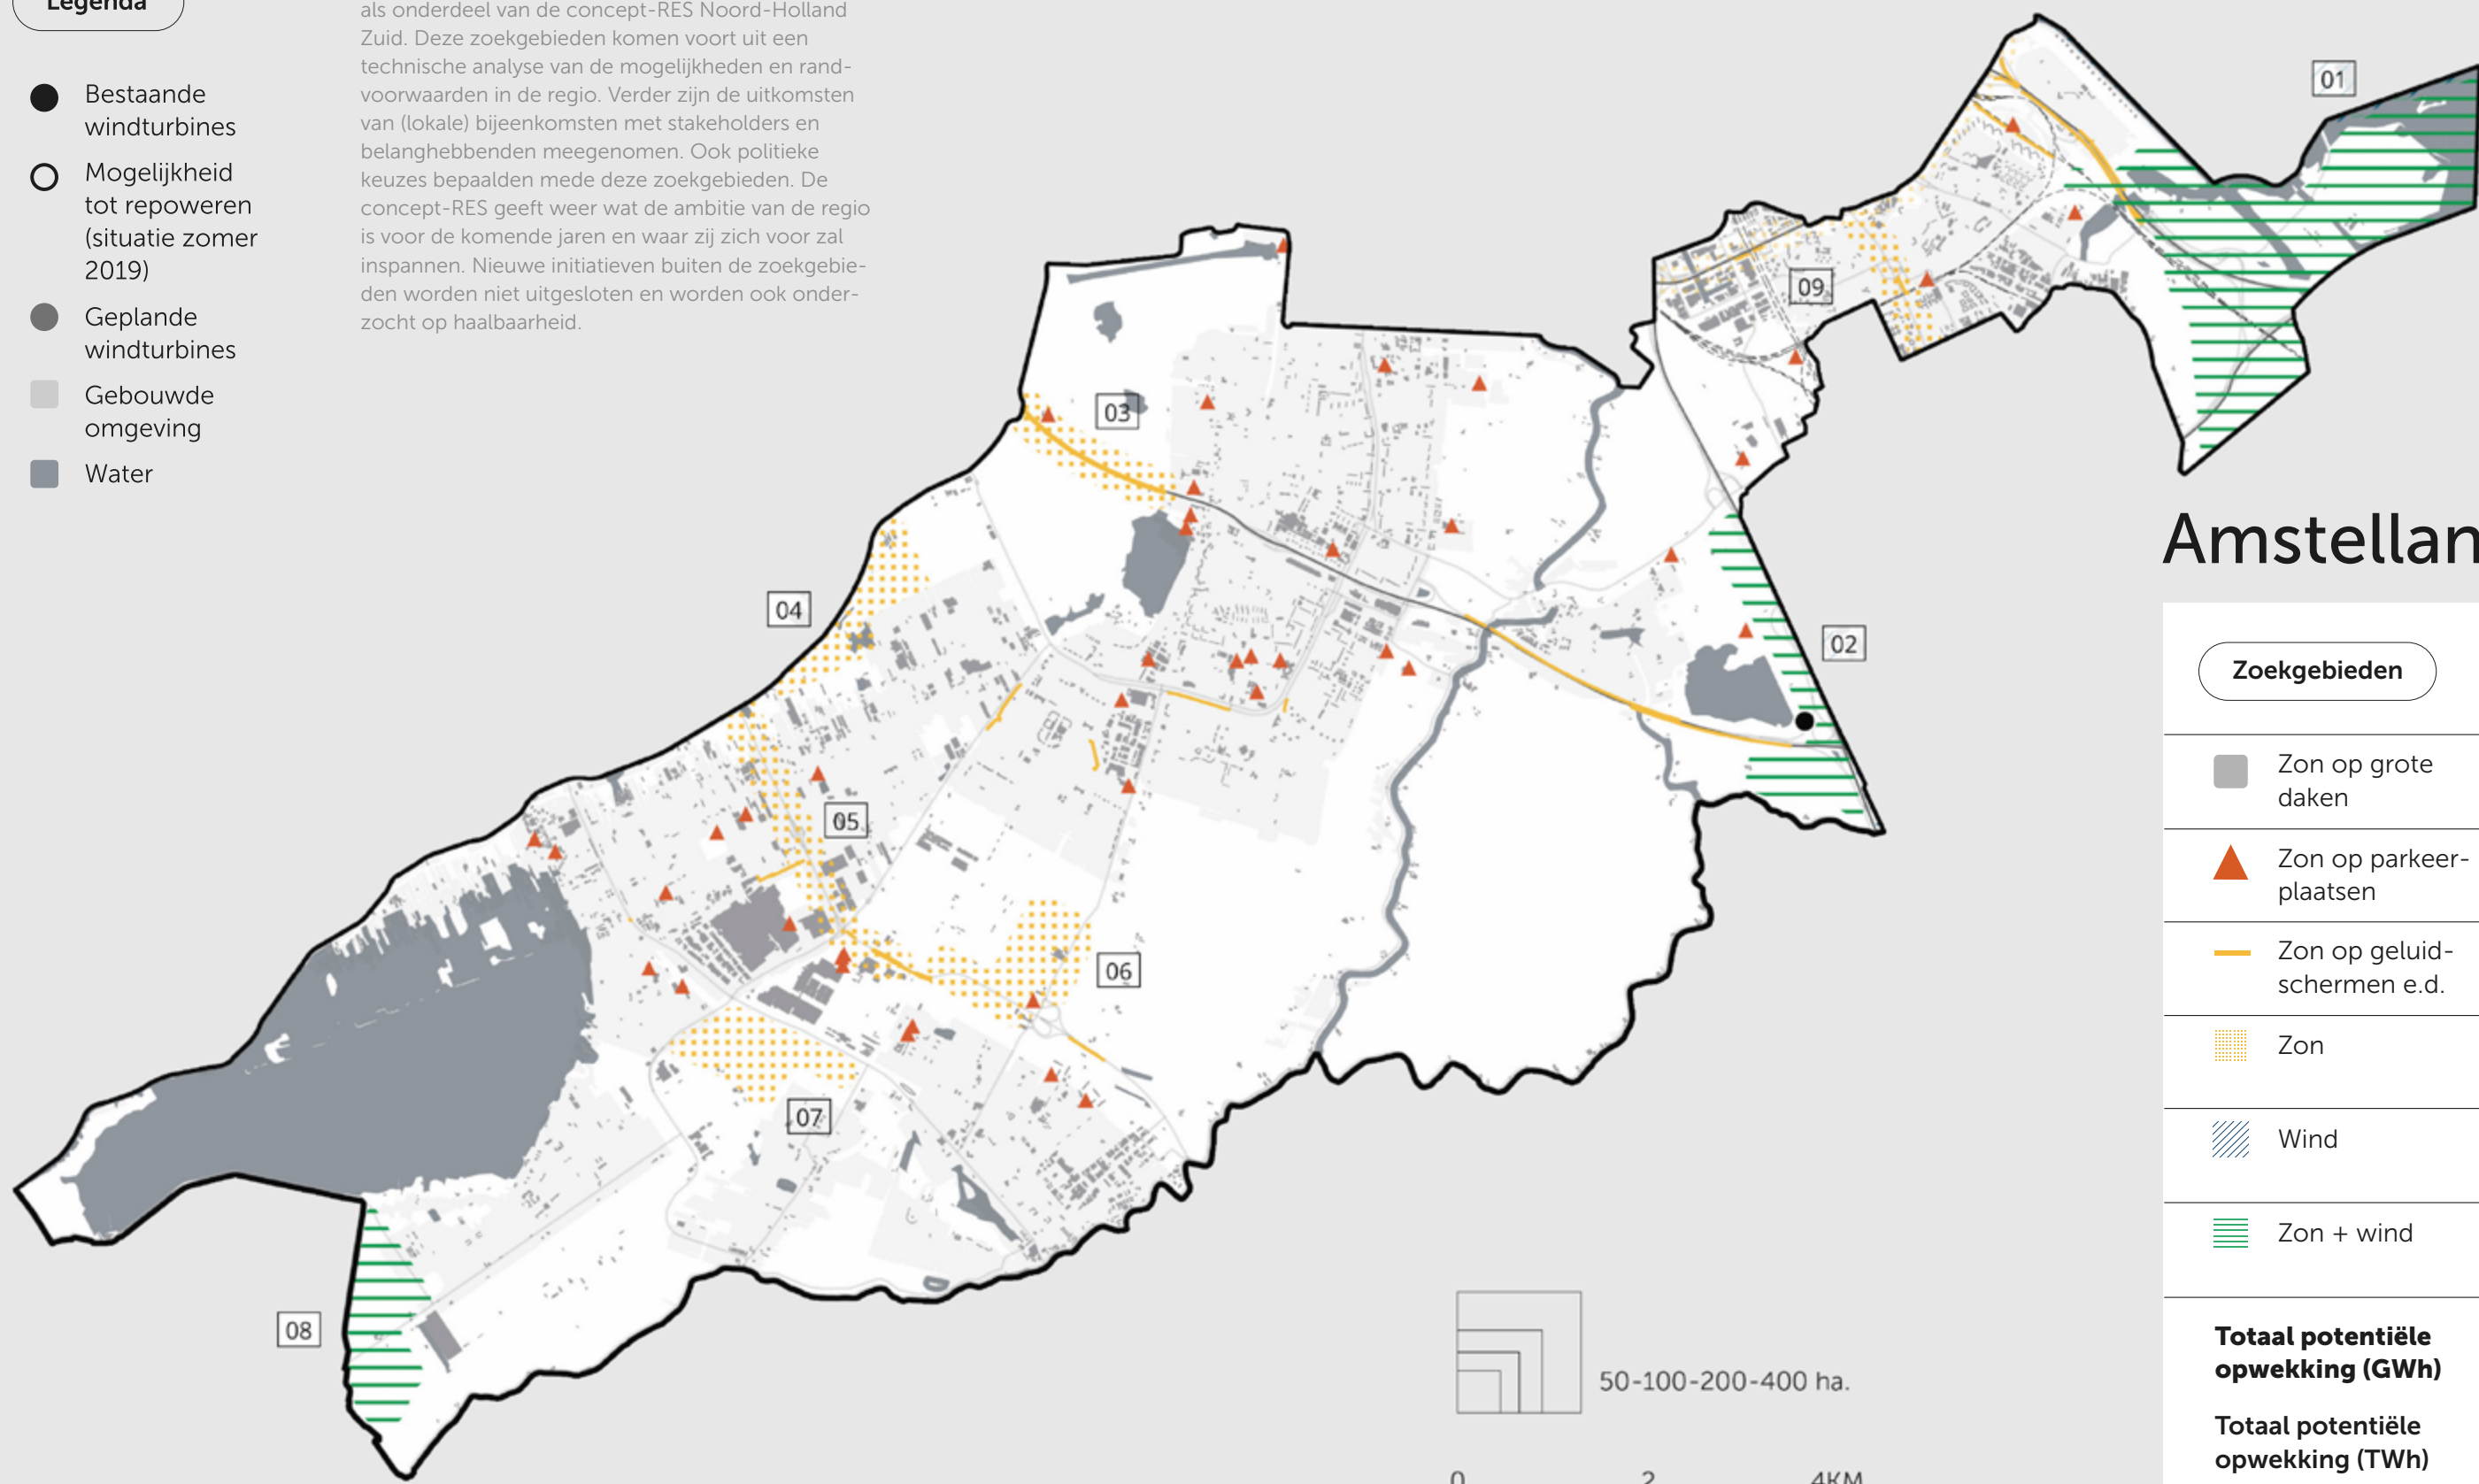 Legenda
Bestaande
windturbines
Mogelijkheid
tot repoweren
(situatie zomer
2019)
Geplande
windturbines
Gebouwde
omgeving
Water
als onderdeel van de concept-RES Noord-Holland
Zuid. Deze zoekgebieden komen voort uit een
technische analyse van de mogelijkheden en rand-
voorwaarden in de regio. Verder zijn de uitkomsten
van (lokale) bijeenkomsten met stakeholders en
belanghebbenden meegenomen. Ook politieke
keuzes bepaalden mede deze zoekgebieden. De
concept-RES geeft weer wat de ambitie van de regio
is voor de komende jaren en waar zij zich voor zal
inspannen. Nieuwe initiatieven buiten de zoekgebie-
den worden niet uitgesloten en worden ook onder-
zocht op haalbaarheid.
01
09
03
04
02
05
06
07
08
50-100-200-400 ha.
0 2 4KM
Amstellan
Zoekgebieden
Zon op grote
daken
Zon op parkeer-
plaatsen
Zon op geluid-
schermen e.d.
Zon
Wind
Zon + wind
Totaal potentiële
opwekking (GWh)
Totaal potentiële
opwekking (TWh)